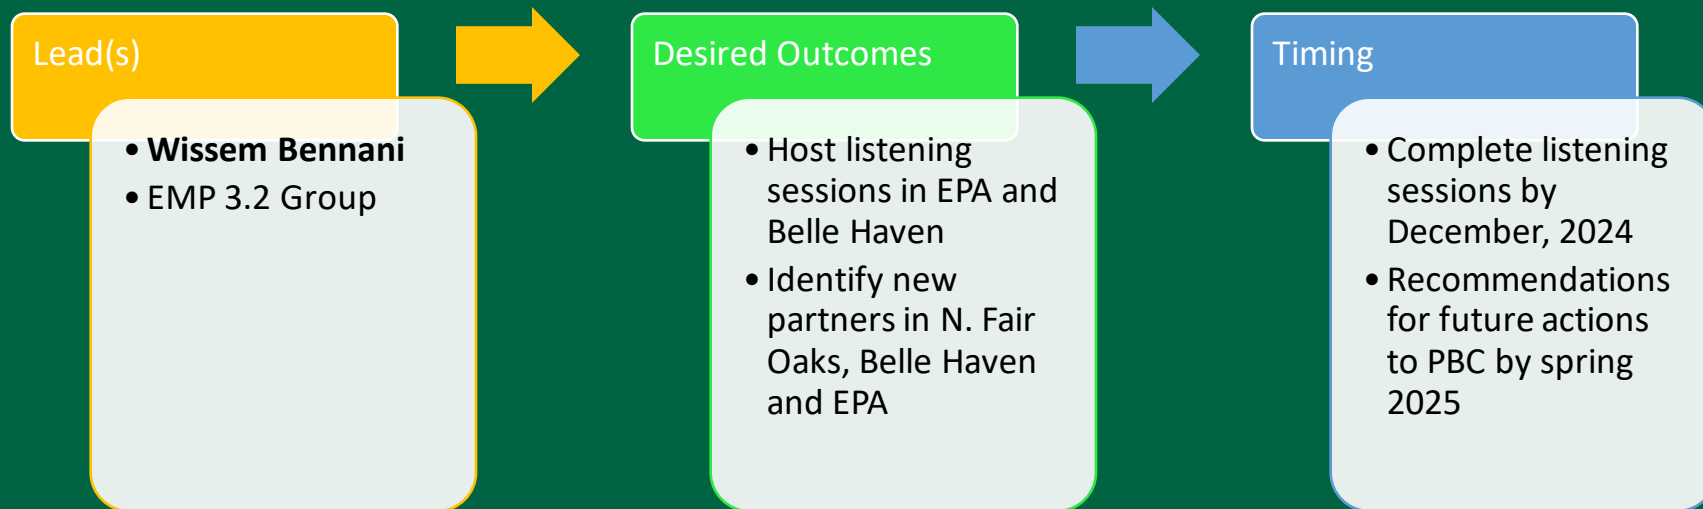 Lead(s)
• Wissem Bennani
• EMP 3.2 Group
Desired Outcomes
• Host listening
sessions in EPA and
Belle Haven
• Identify new
partners in N. Fair
Oaks, Belle Haven
and EPA
Timing
• Complete listening
sessions by
December, 2024
• Recommendations
for future actions
to PBC by spring
2025